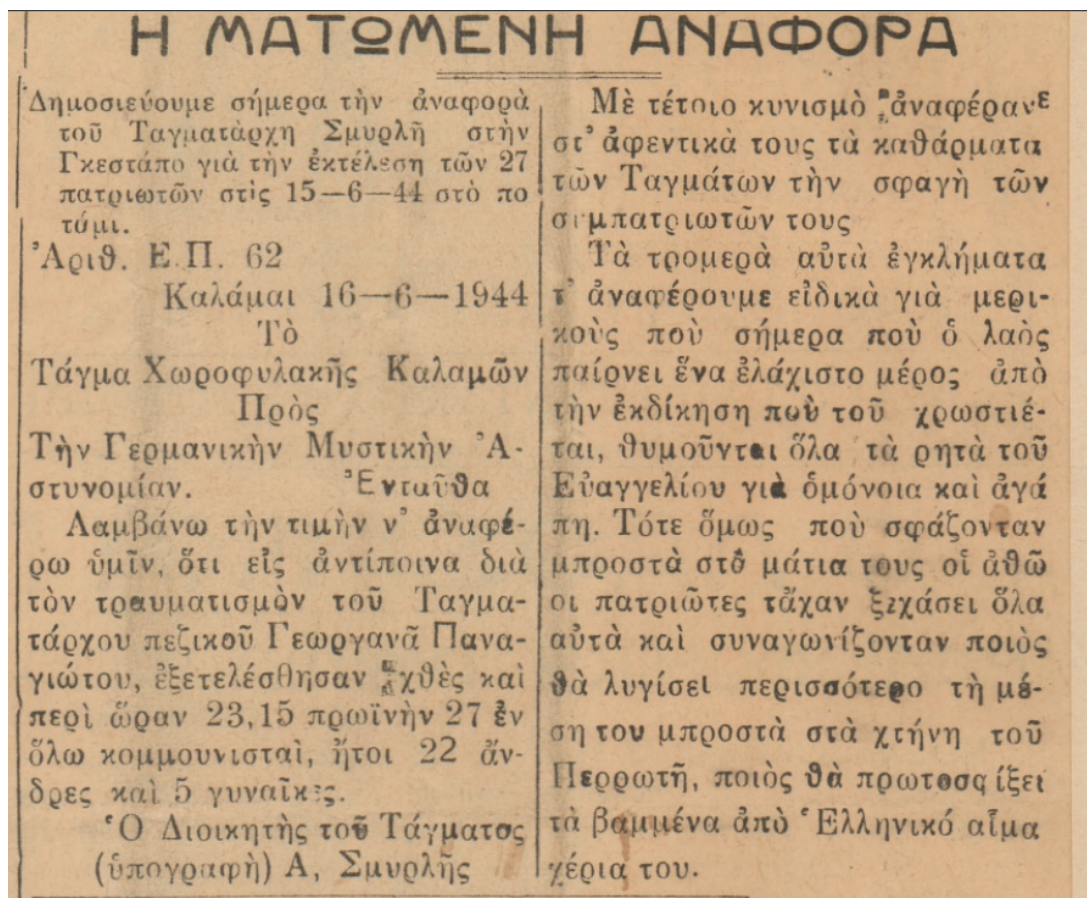 Η ΜΑΤΩΜΕΝΗ ΑΝΑΦΟΡΑ
Δημοσιεύουμε σήμερα τὴν ἀναφορὰ
τοῦ Ταγματάρχη Σμυρλῆ στὴν
Γκεστάπο γιὰ τὴν ἐκτέλεση τῶν 27
πατριωτῶν στὶς 15—6—44 στὸ πο
τάμι.
Ἀριθ. Ε.Π. 62
Καλάμαι 16—6—1944
Τὸ
Τάγμα Χωροφυλακῆς Καλαμῶν
Πρὸς
Τὴν Γερμανικὴν Μυστικὴν Ἀ-
στυνομίαν. Ἐνταῦθα
Λαμβάνω τὴν τιμὴν ν' ἀναφέ-
ρω ὑμῖν, ὅτι εἰς ἀντίποινα διὰ
τὸν τραυματισμὸν τοῦ Ταγμα-
τάρχου πεζικοῦ Γεωργανᾶ Πανα-
γιώτου, ἐξετελέσθησαν χθὲς καὶ
περὶ ὥραν 23,15 πρωϊνὴν 27 ἐν
ὅλω κομμουνισταὶ, ἤτοι 22 ἄν-
δρες καὶ 5 γυναῖκες.
Ὁ Διοικητὴς τοῦ Τάγματος
(ὑπογραφὴ) Α, Σμυρλῆς
Μὲ τέτοιο κυνισμὸ ἀναφέρανε
στ' ἀφεντικά τους τὰ καθάρματα
τῶν Ταγμάτων τὴν σφαγὴ τῶν
συμπατριωτῶν τους
Τὰ τρομερὰ αὐτὰ ἐγκλήματα
τ' ἀναφέρουμε εἰδικὰ γιὰ μερι-
κοὺς ποὺ σήμερα ποὺ ὁ λαὸς
παίρνει ἕνα ἐλάχιστο μέρος ἀπὸ
τὴν ἐκδίκηση ποὺ τοῦ χρωστιέ-
ται, θυμοῦνται ὅλα τὰ ρητὰ τοῦ
Εὐαγγελίου γιὰ ὁμόνοια καὶ ἀγά
πη. Τότε ὅμως ποὺ σφάζονταν
μπροστὰ στὸ μάτια τους οἱ ἀθῶ
οι πατριῶτες τἄχαν ξεχάσει ὅλα
αὐτὰ καὶ συναγωνίζονταν ποιὸς
θὰ λυγίσει περισσότερο τὴ μέ-
ση του μπροστὰ στὰ χτήνη τοῦ
Περρωτῆ, ποιὸς θὰ πρωτοσφίξει
τὰ βαμμένα ἀπὸ Ἑλληνικό αἷμα
χέρια του.